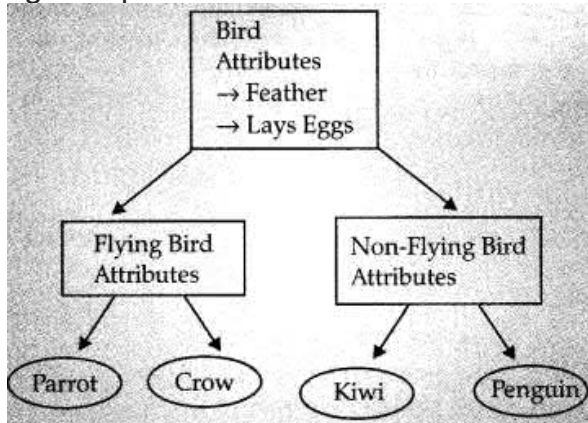 Bird
Attributes
→ Feather
→ Lays Eggs
Flying Bird
Attributes
Non-Flying Bird
Attributes
Parrot
Crow
Kiwi
Penguin